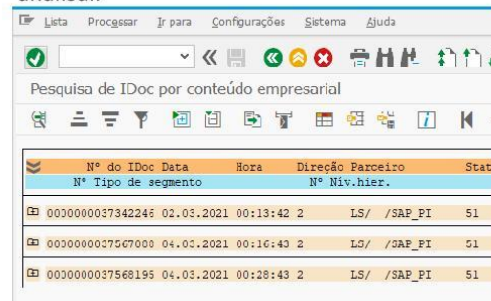 Lista Processar Ir para Configurações Sistema Ajuda
Pesquisa de IDoc por conteúdo empresarial
Nº do IDoc Data Hora Direção Parceiro Stat
Nº Tipo de segmento Nº Nív.hier.
0000000037342246 02.03.2021 00:13:42 2 LS/ /SAP_PI 51
0000000037567000 04.03.2021 00:16:43 2 LS/ /SAP_PI 51
0000000037568195 04.03.2021 00:28:43 2 LS/ /SAP_PI 51